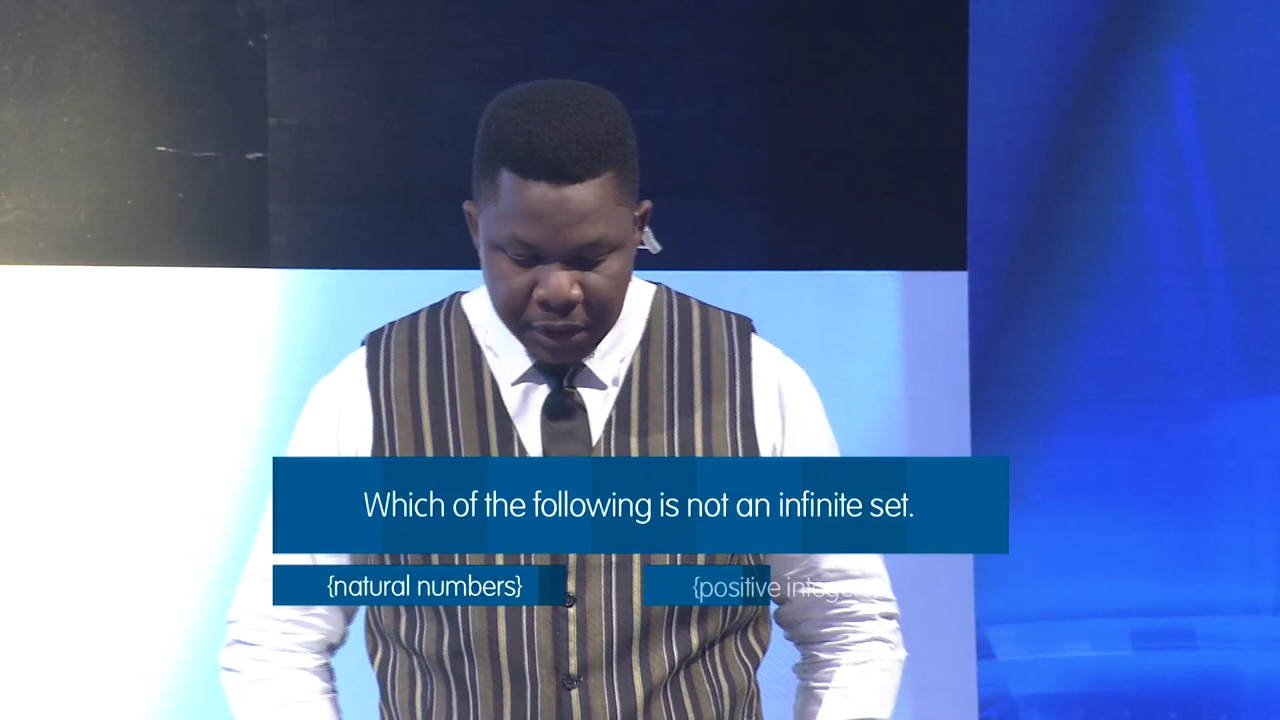 Which of the following is not an infinite set.
{natural numbers}
{positive